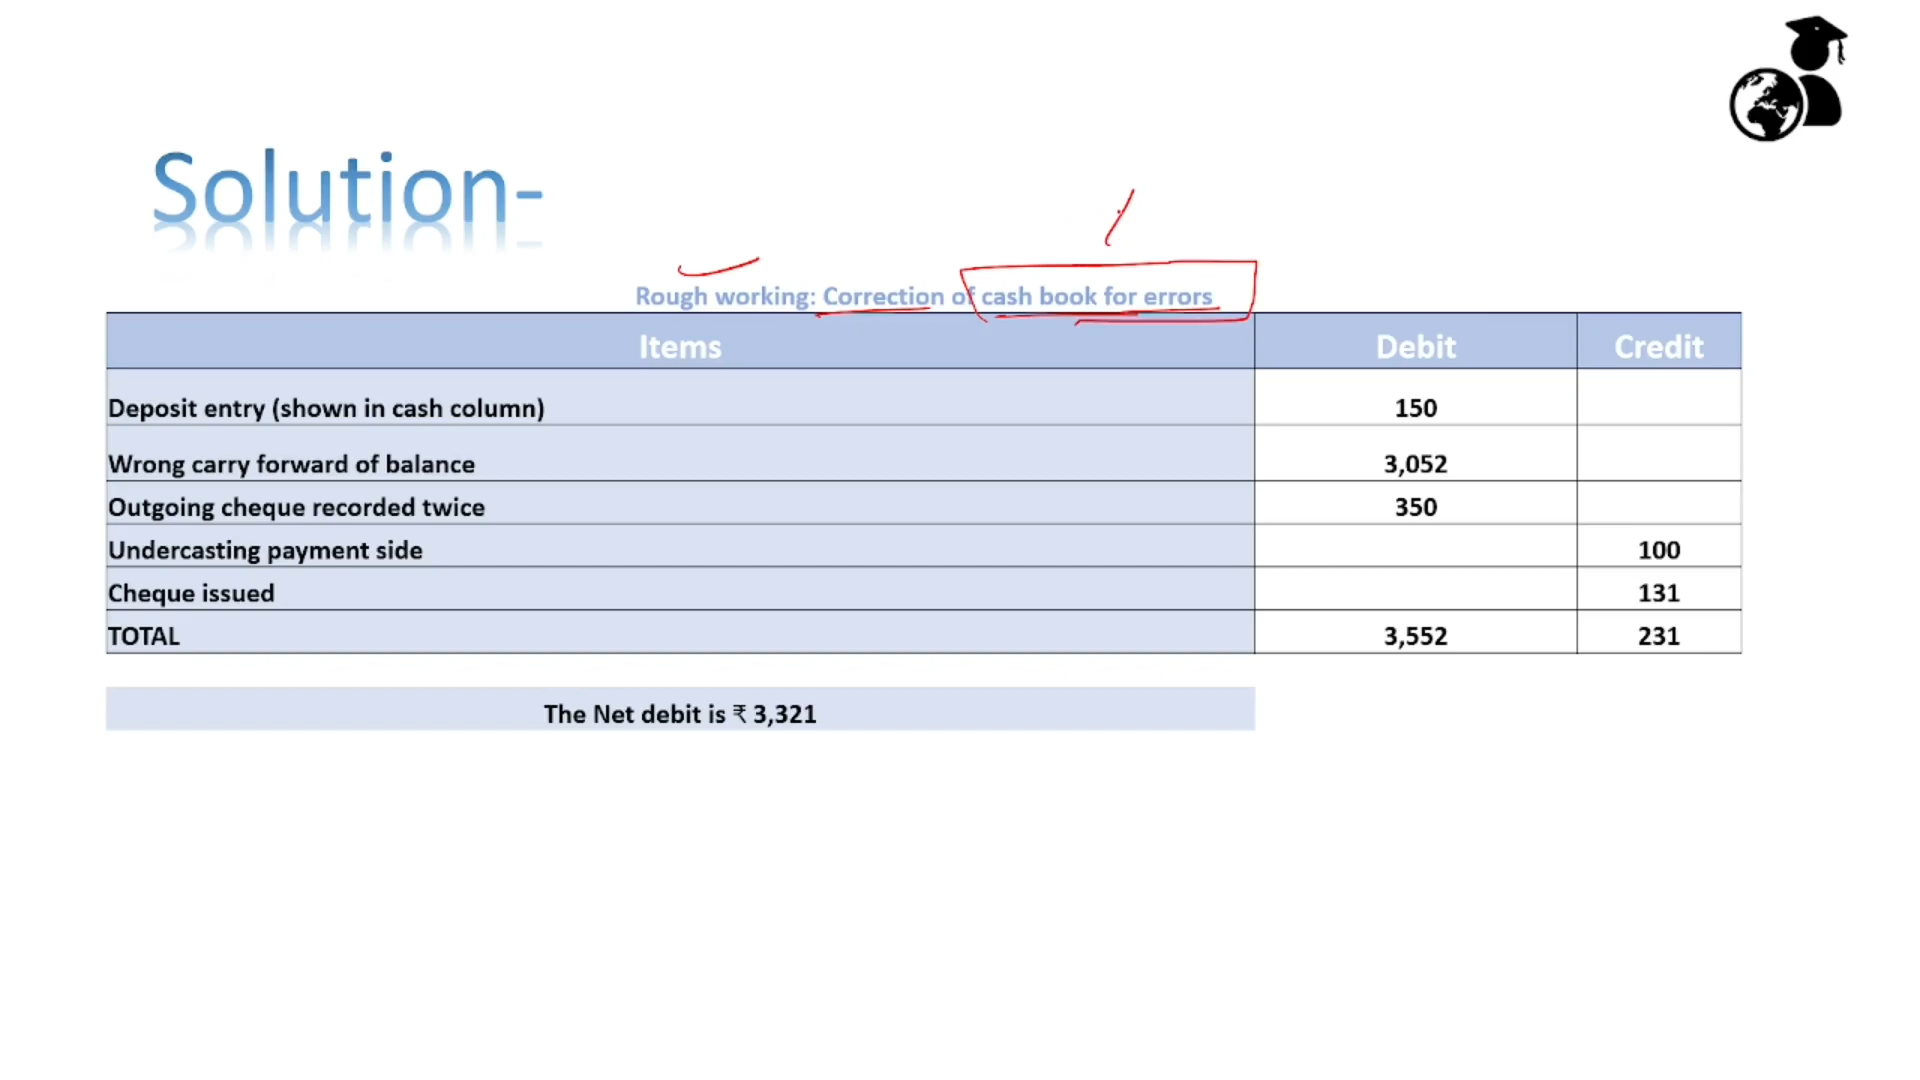 Solution-
Rough working: Correction of cash book for errors
Items Debit Credit
Deposit entry (shown in cash column) 150
Wrong carry forward of balance 3,052
Outgoing cheque recorded twice 350
Undercasting payment side 100
Cheque issued 131
TOTAL 3,552 231
The Net debit is ₹ 3,321